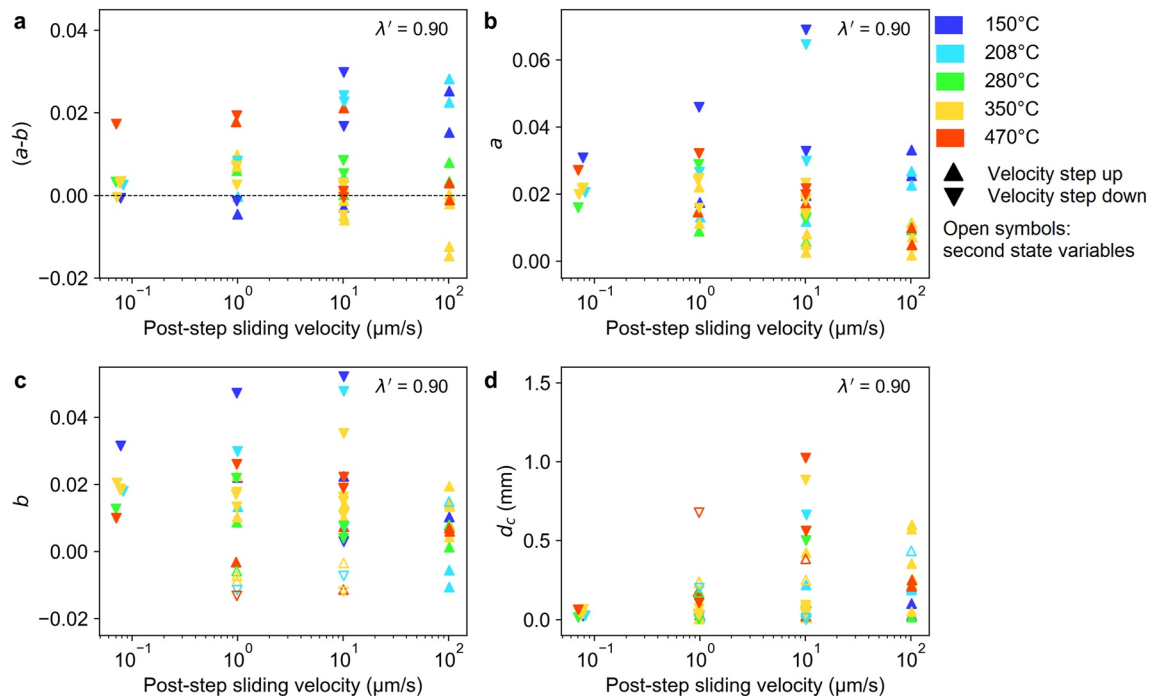 a
λ′ = 0.90
0.04
0.02
0.00
−0.02
(a-b)
10⁻¹ 10⁰ 10¹ 10²
Post-step sliding velocity (μm/s)
b
λ′ = 0.90
0.06
0.04
0.02
0.00
a
10⁻¹ 10⁰ 10¹ 10²
Post-step sliding velocity (μm/s)
150°C
208°C
280°C
350°C
470°C
Velocity step up
Velocity step down
Open symbols:
second state variables
c
λ′ = 0.90
0.04
0.02
0.00
−0.02
b
10⁻¹ 10⁰ 10¹ 10²
Post-step sliding velocity (μm/s)
d
λ′ = 0.90
1.5
1.0
0.5
0.0
d_c (mm)
10⁻¹ 10⁰ 10¹ 10²
Post-step sliding velocity (μm/s)